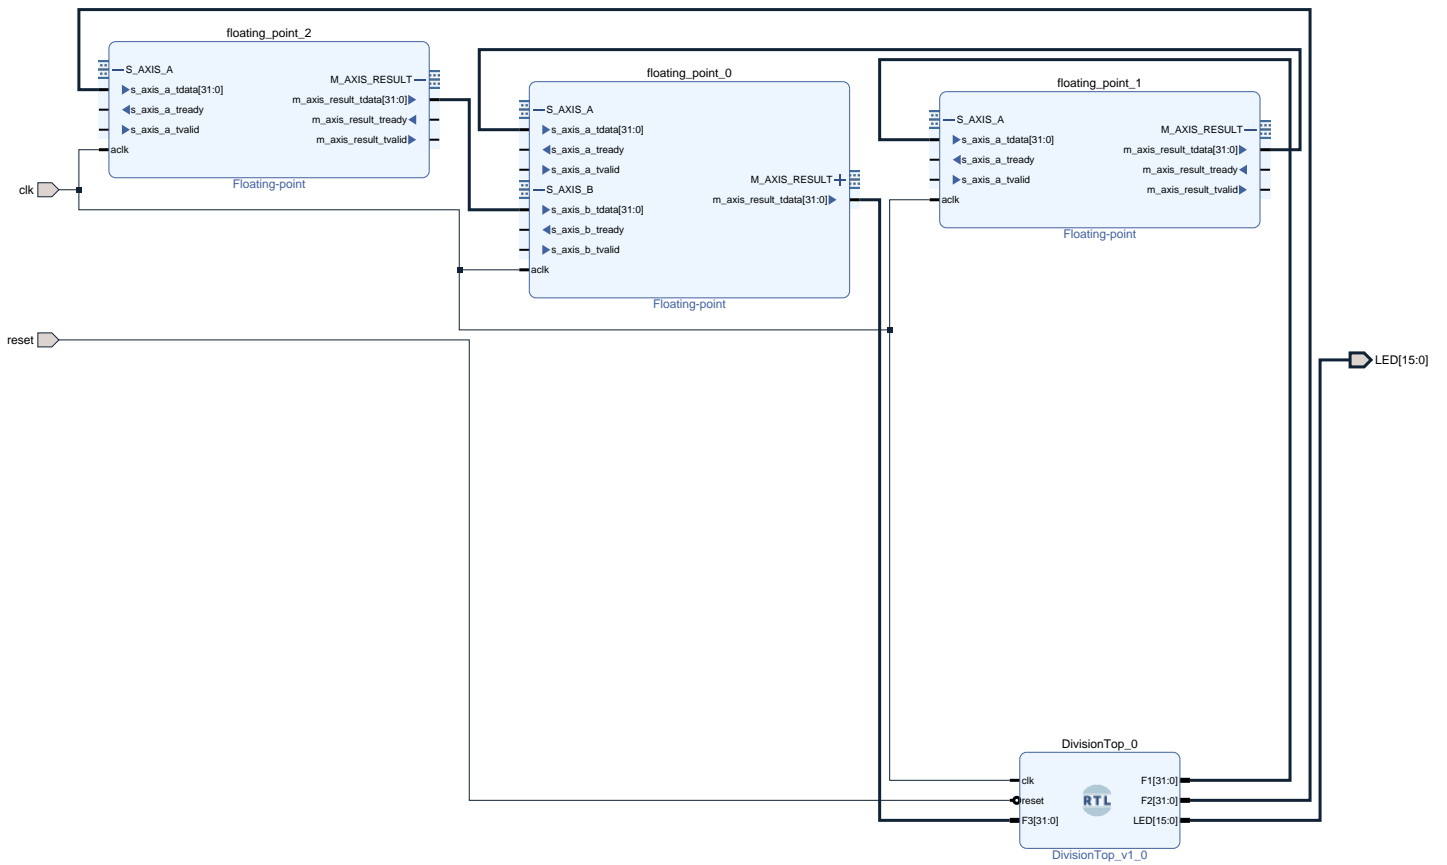 floating_point_2
S_AXIS_A
s_axis_a_tdata[31:0]
s_axis_a_tready
s_axis_a_tvalid
aclk
M_AXIS_RESULT
m_axis_result_tdata[31:0]
m_axis_result_tready
m_axis_result_tvalid
Floating-point
floating_point_0
S_AXIS_A
s_axis_a_tdata[31:0]
s_axis_a_tready
s_axis_a_tvalid
S_AXIS_B
s_axis_b_tdata[31:0]
s_axis_b_tready
s_axis_b_tvalid
aclk
M_AXIS_RESULT
m_axis_result_tdata[31:0]
Floating-point
floating_point_1
S_AXIS_A
s_axis_a_tdata[31:0]
s_axis_a_tready
s_axis_a_tvalid
aclk
M_AXIS_RESULT
m_axis_result_tdata[31:0]
m_axis_result_tready
m_axis_result_tvalid
Floating-point
clk
reset
LED[15:0]
DivisionTop_0
clk
reset
F3[31:0]
RTL
F1[31:0]
F2[31:0]
LED[15:0]
DivisionTop_v1_0